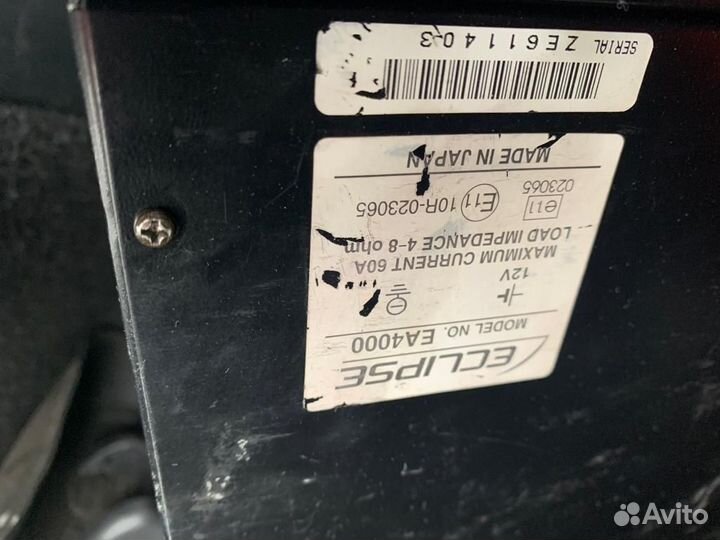 ECLIPSE
MODEL NO. EA4000
12V
MAXIMUM CURRENT 60A
LOAD IMPEDANCE 4-8 ohm
e11 E11 10R-023065
023065
MADE IN JAPAN
SERIAL ZE61140-3
Avito